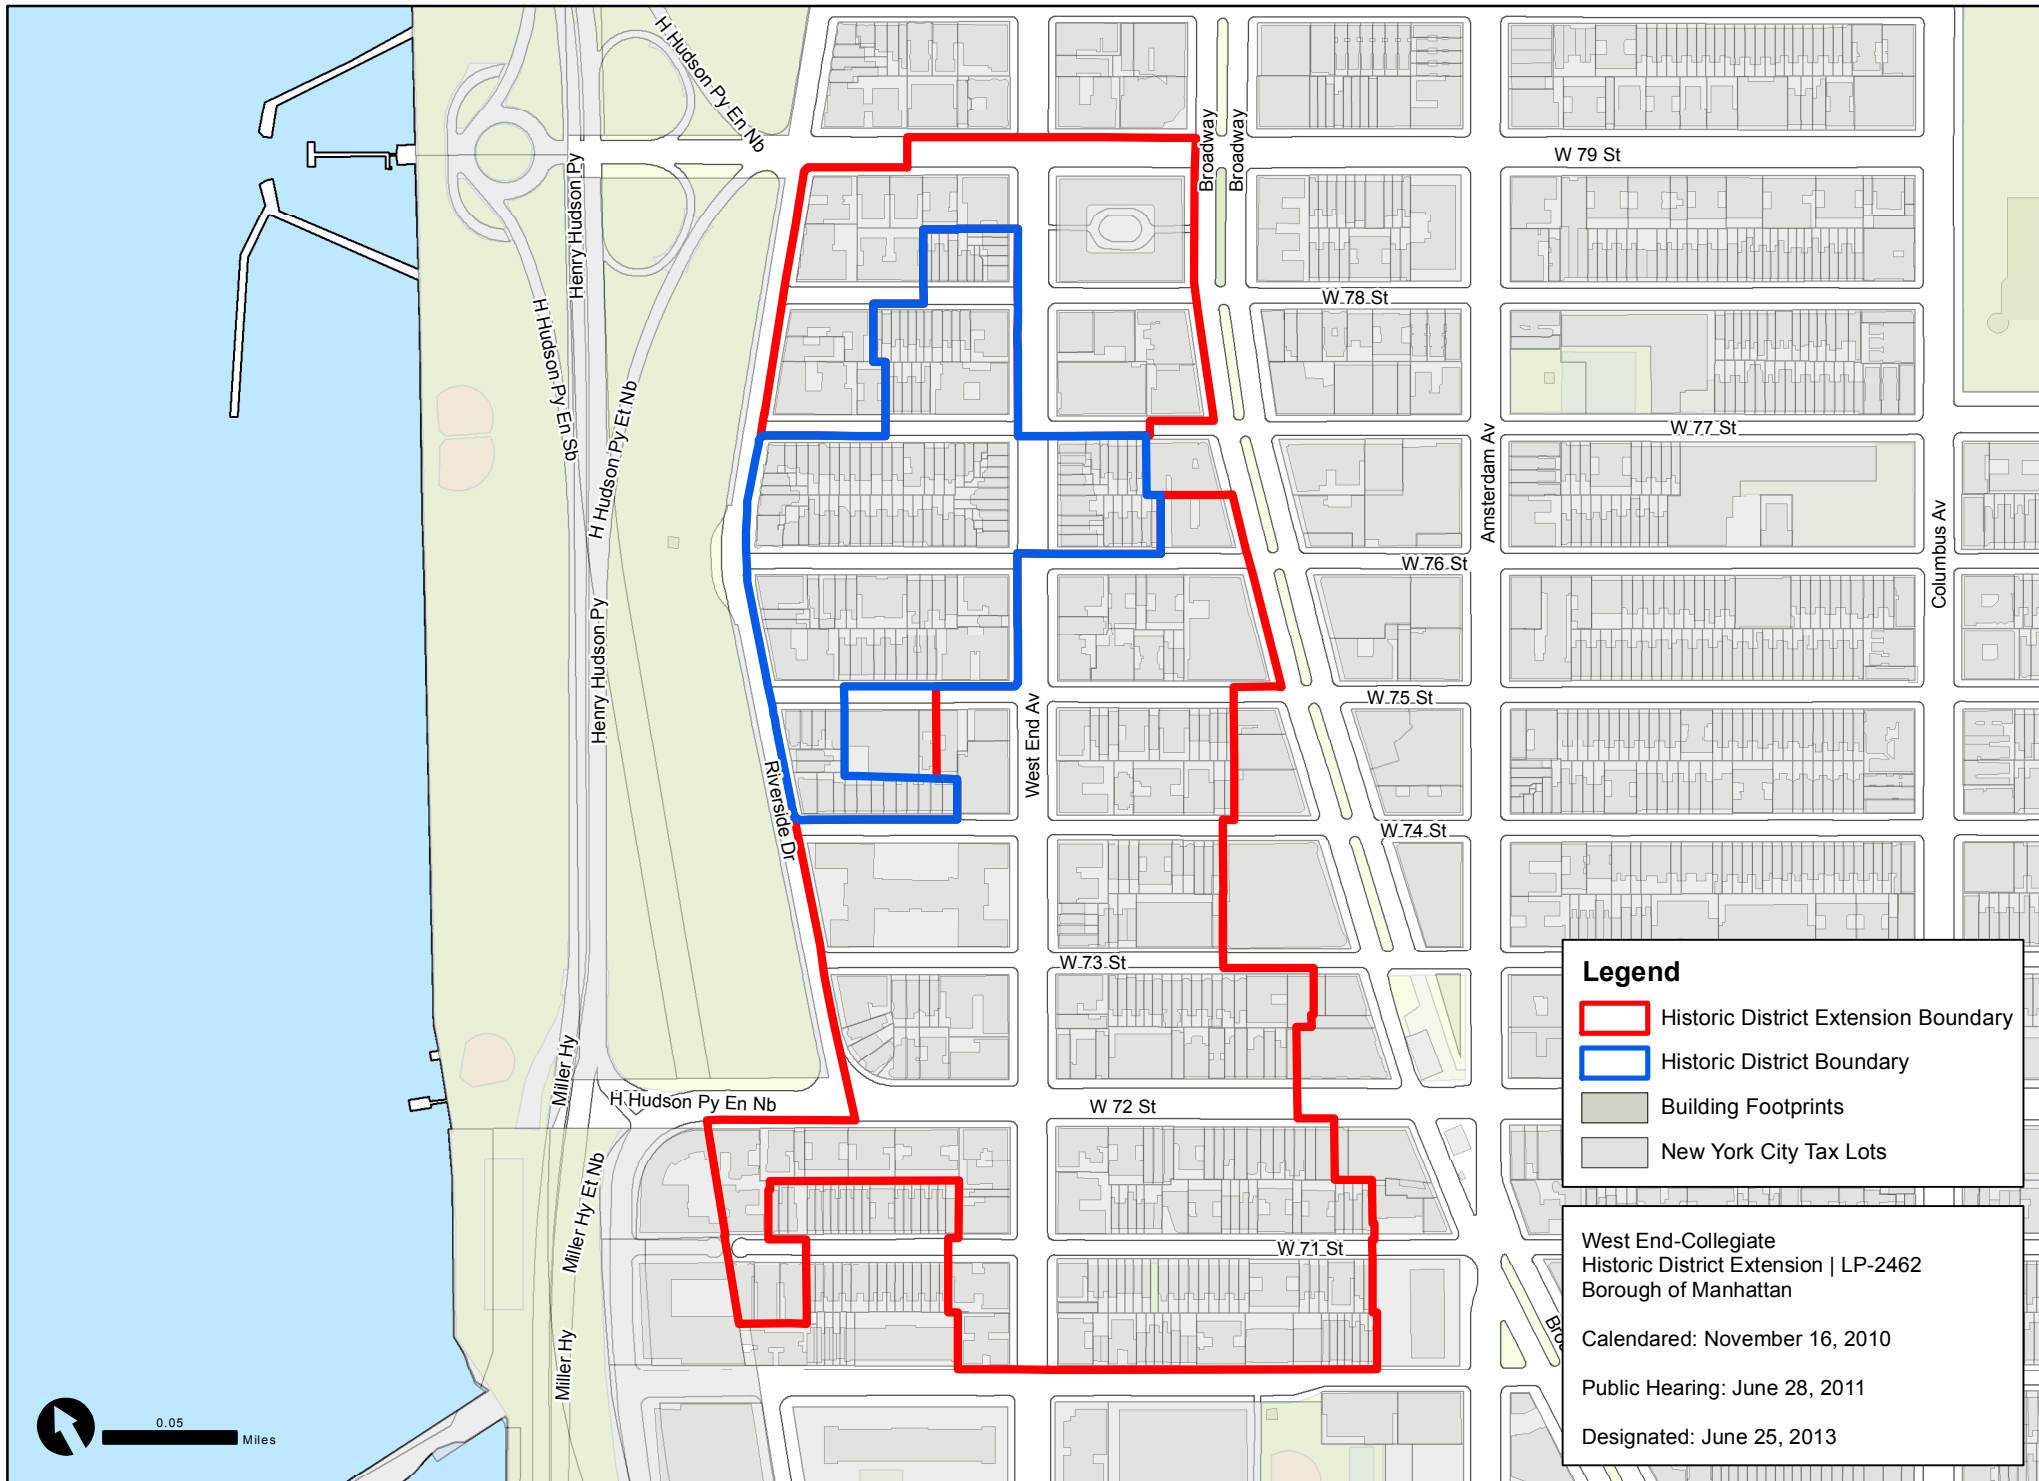 H Hudson Py En Nb
Broadway
Broadway
W 79 St
Henry Hudson Py
W 78 St
H Hudson Py En Sb
H Hudson Py Et Nb
W 77 St
Amsterdam Av
Columbus Av
W 76 St
Henry Hudson Py
W 75 St
West End Av
Riverside Dr
W 74 St
W 73 St
Miller Hy
H Hudson Py En Nb
W 72 St
Miller Hy Et Nb
W 71 St
Miller Hy
Legend
Historic District Extension Boundary
Historic District Boundary
Building Footprints
New York City Tax Lots
West End-Collegiate
Historic District Extension | LP-2462
Borough of Manhattan
Calendared: November 16, 2010
Public Hearing: June 28, 2011
Designated: June 25, 2013
0.05
Miles